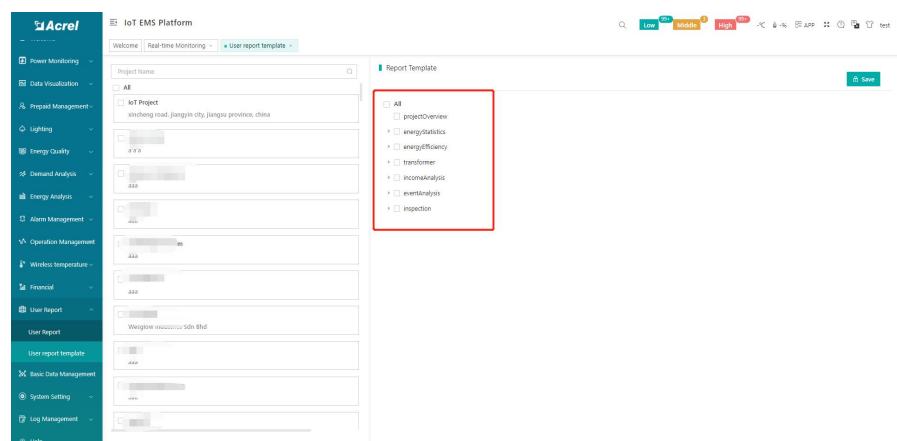 Acrel
IoT EMS Platform
Low 99+ Middle 2 High 99+ -℃ -% APP test
Welcome Real-time Monitoring User report template
Power Monitoring
Data Visualization
Prepaid Management
Lighting
Energy Quality
Demand Analysis
Energy Analysis
Alarm Management
Operation Management
Wireless temperature
Financial
User Report
User Report
User report template
Basic Data Management
System Setting
Log Management
Help
Project Name
All
IoT Project
xincheng road, jiangyin city, jiangsu province, china
a'a'a
aaa
m
aaa
aaa
Sdn Bhd
aaa
Report Template
Save
All
projectOverview
energyStatistics
energyEfficiency
transformer
incomeAnalysis
eventAnalysis
inspection